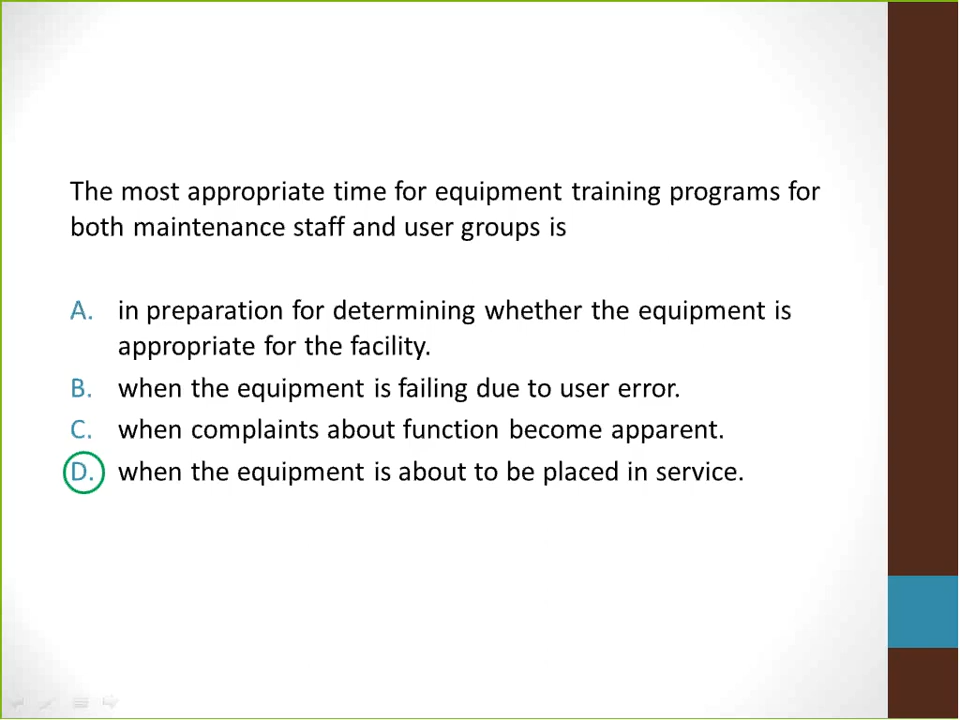 The most appropriate time for equipment training programs for
both maintenance staff and user groups is
A. in preparation for determining whether the equipment is
appropriate for the facility.
B. when the equipment is failing due to user error.
C. when complaints about function become apparent.
D. when the equipment is about to be placed in service.